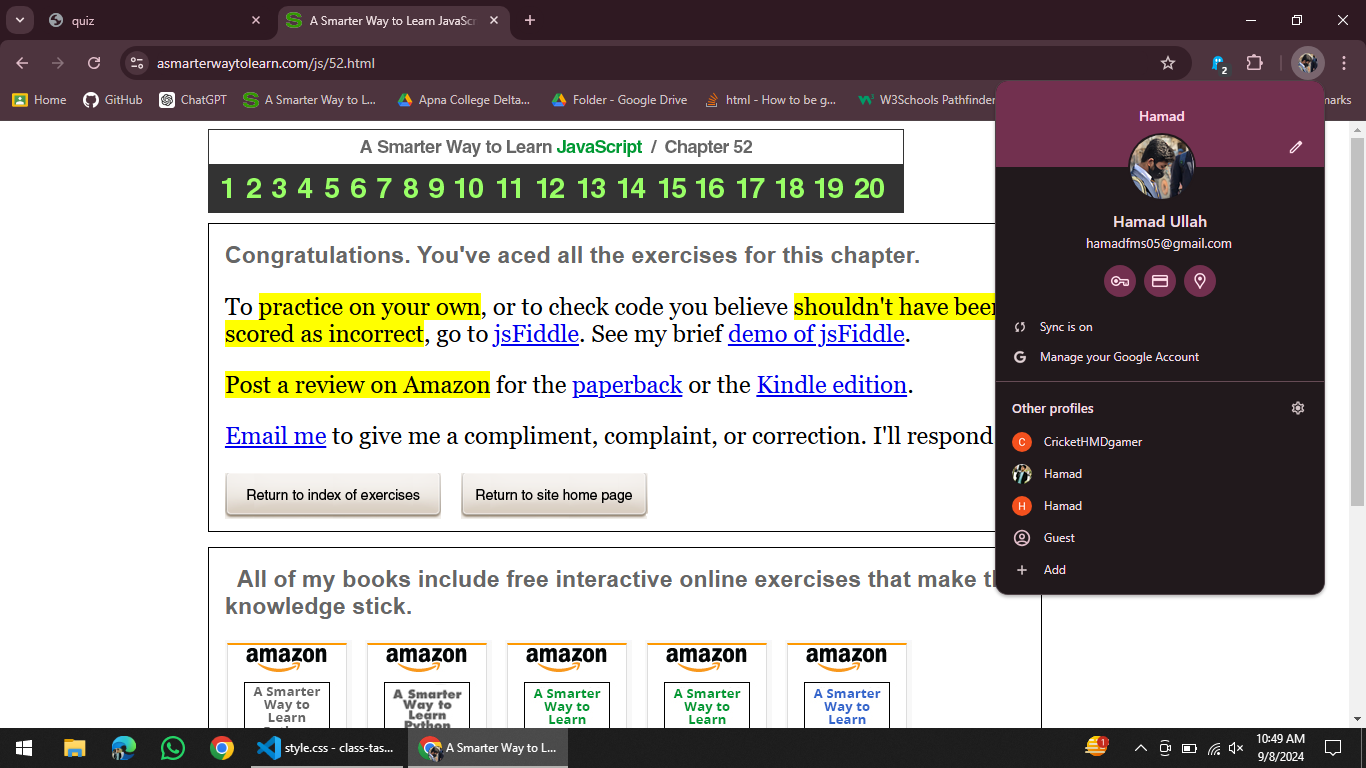 quiz
A Smarter Way to Learn JavaScr
asmarterwaytolearn.com/js/52.html
2
Home
GitHub
ChatGPT
A Smarter Way to L...
Apna College Delta...
Folder - Google Drive
html - How to be g...
W3Schools Pathfinder
marks
A Smarter Way to Learn JavaScript / Chapter 52
1 2 3 4 5 6 7 8 9 10 11 12 13 14 15 16 17 18 19 20
Congratulations. You've aced all the exercises for this chapter.
To practice on your own, or to check code you believe shouldn't have been
scored as incorrect, go to jsFiddle. See my brief demo of jsFiddle.
Post a review on Amazon for the paperback or the Kindle edition.
Email me to give me a compliment, complaint, or correction. I'll respond
Return to index of exercises
Return to site home page
All of my books include free interactive online exercises that make
knowledge stick.
amazon
A Smarter
Way to
Learn
amazon
A Smarter
Way to
Learn
Python
amazon
A Smarter
Way to
Learn
amazon
A Smarter
Way to
Learn
amazon
A Smarter
Way to
Learn
Hamad
Hamad Ullah
hamadfms05@gmail.com
Sync is on
G Manage your Google Account
Other profiles
C CricketHMDgamer
Hamad
H Hamad
Guest
Add
style.css - class-tas...
A Smarter Way to L...
1
10:49 AM
9/8/2024